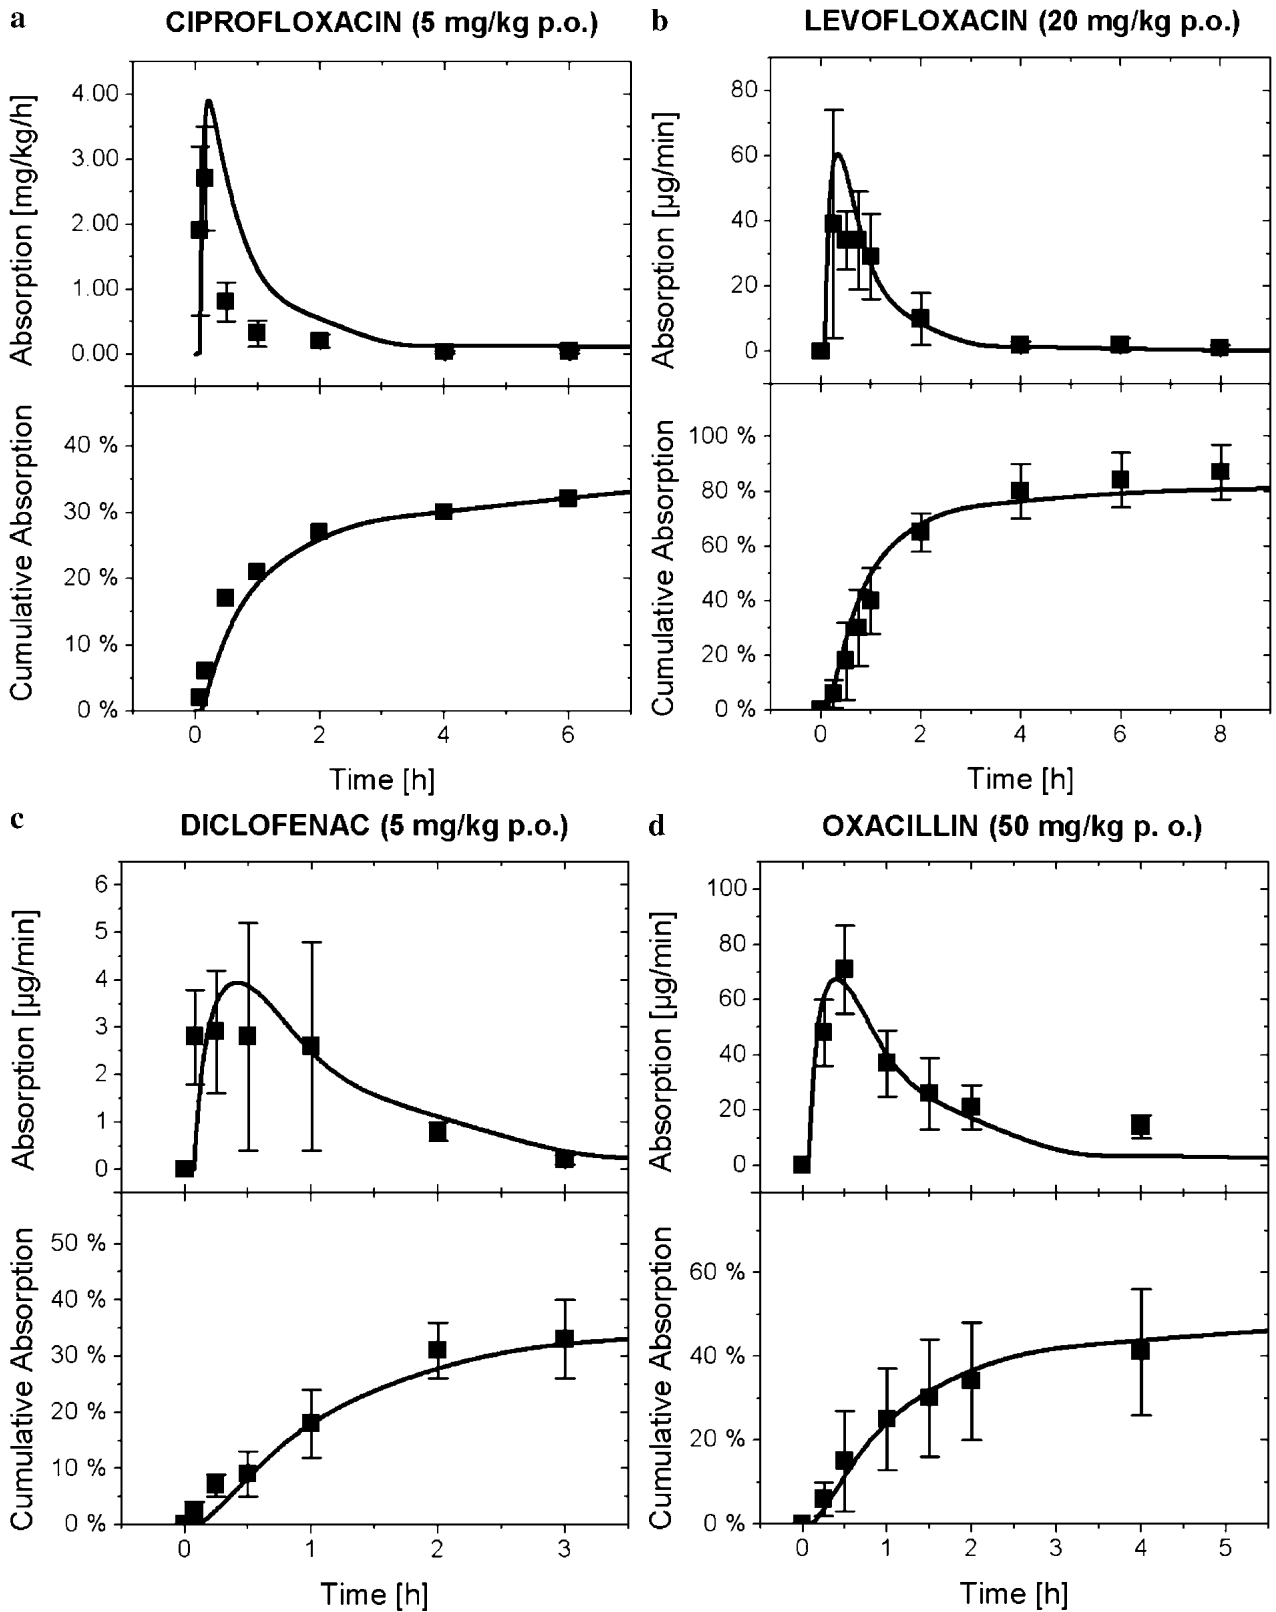 a
CIPROFLOXACIN (5 mg/kg p.o.)
Absorption [mg/kg/h]
4.00
3.00
2.00
1.00
0.00
Cumulative Absorption
40 %
30 %
20 %
10 %
0 %
0 2 4 6
Time [h]
b
LEVOFLOXACIN (20 mg/kg p.o.)
Absorption [µg/min]
80
60
40
20
0
Cumulative Absorption
100 %
80 %
60 %
40 %
20 %
0 %
0 2 4 6 8
Time [h]
c
DICLOFENAC (5 mg/kg p.o.)
Absorption [µg/min]
6
5
4
3
2
1
0
Cumulative Absorption
50 %
40 %
30 %
20 %
10 %
0 %
0 1 2 3
Time [h]
d
OXACILLIN (50 mg/kg p. o.)
Absorption [µg/min]
100
80
60
40
20
0
Cumulative Absorption
60 %
40 %
20 %
0 %
0 1 2 3 4 5
Time [h]